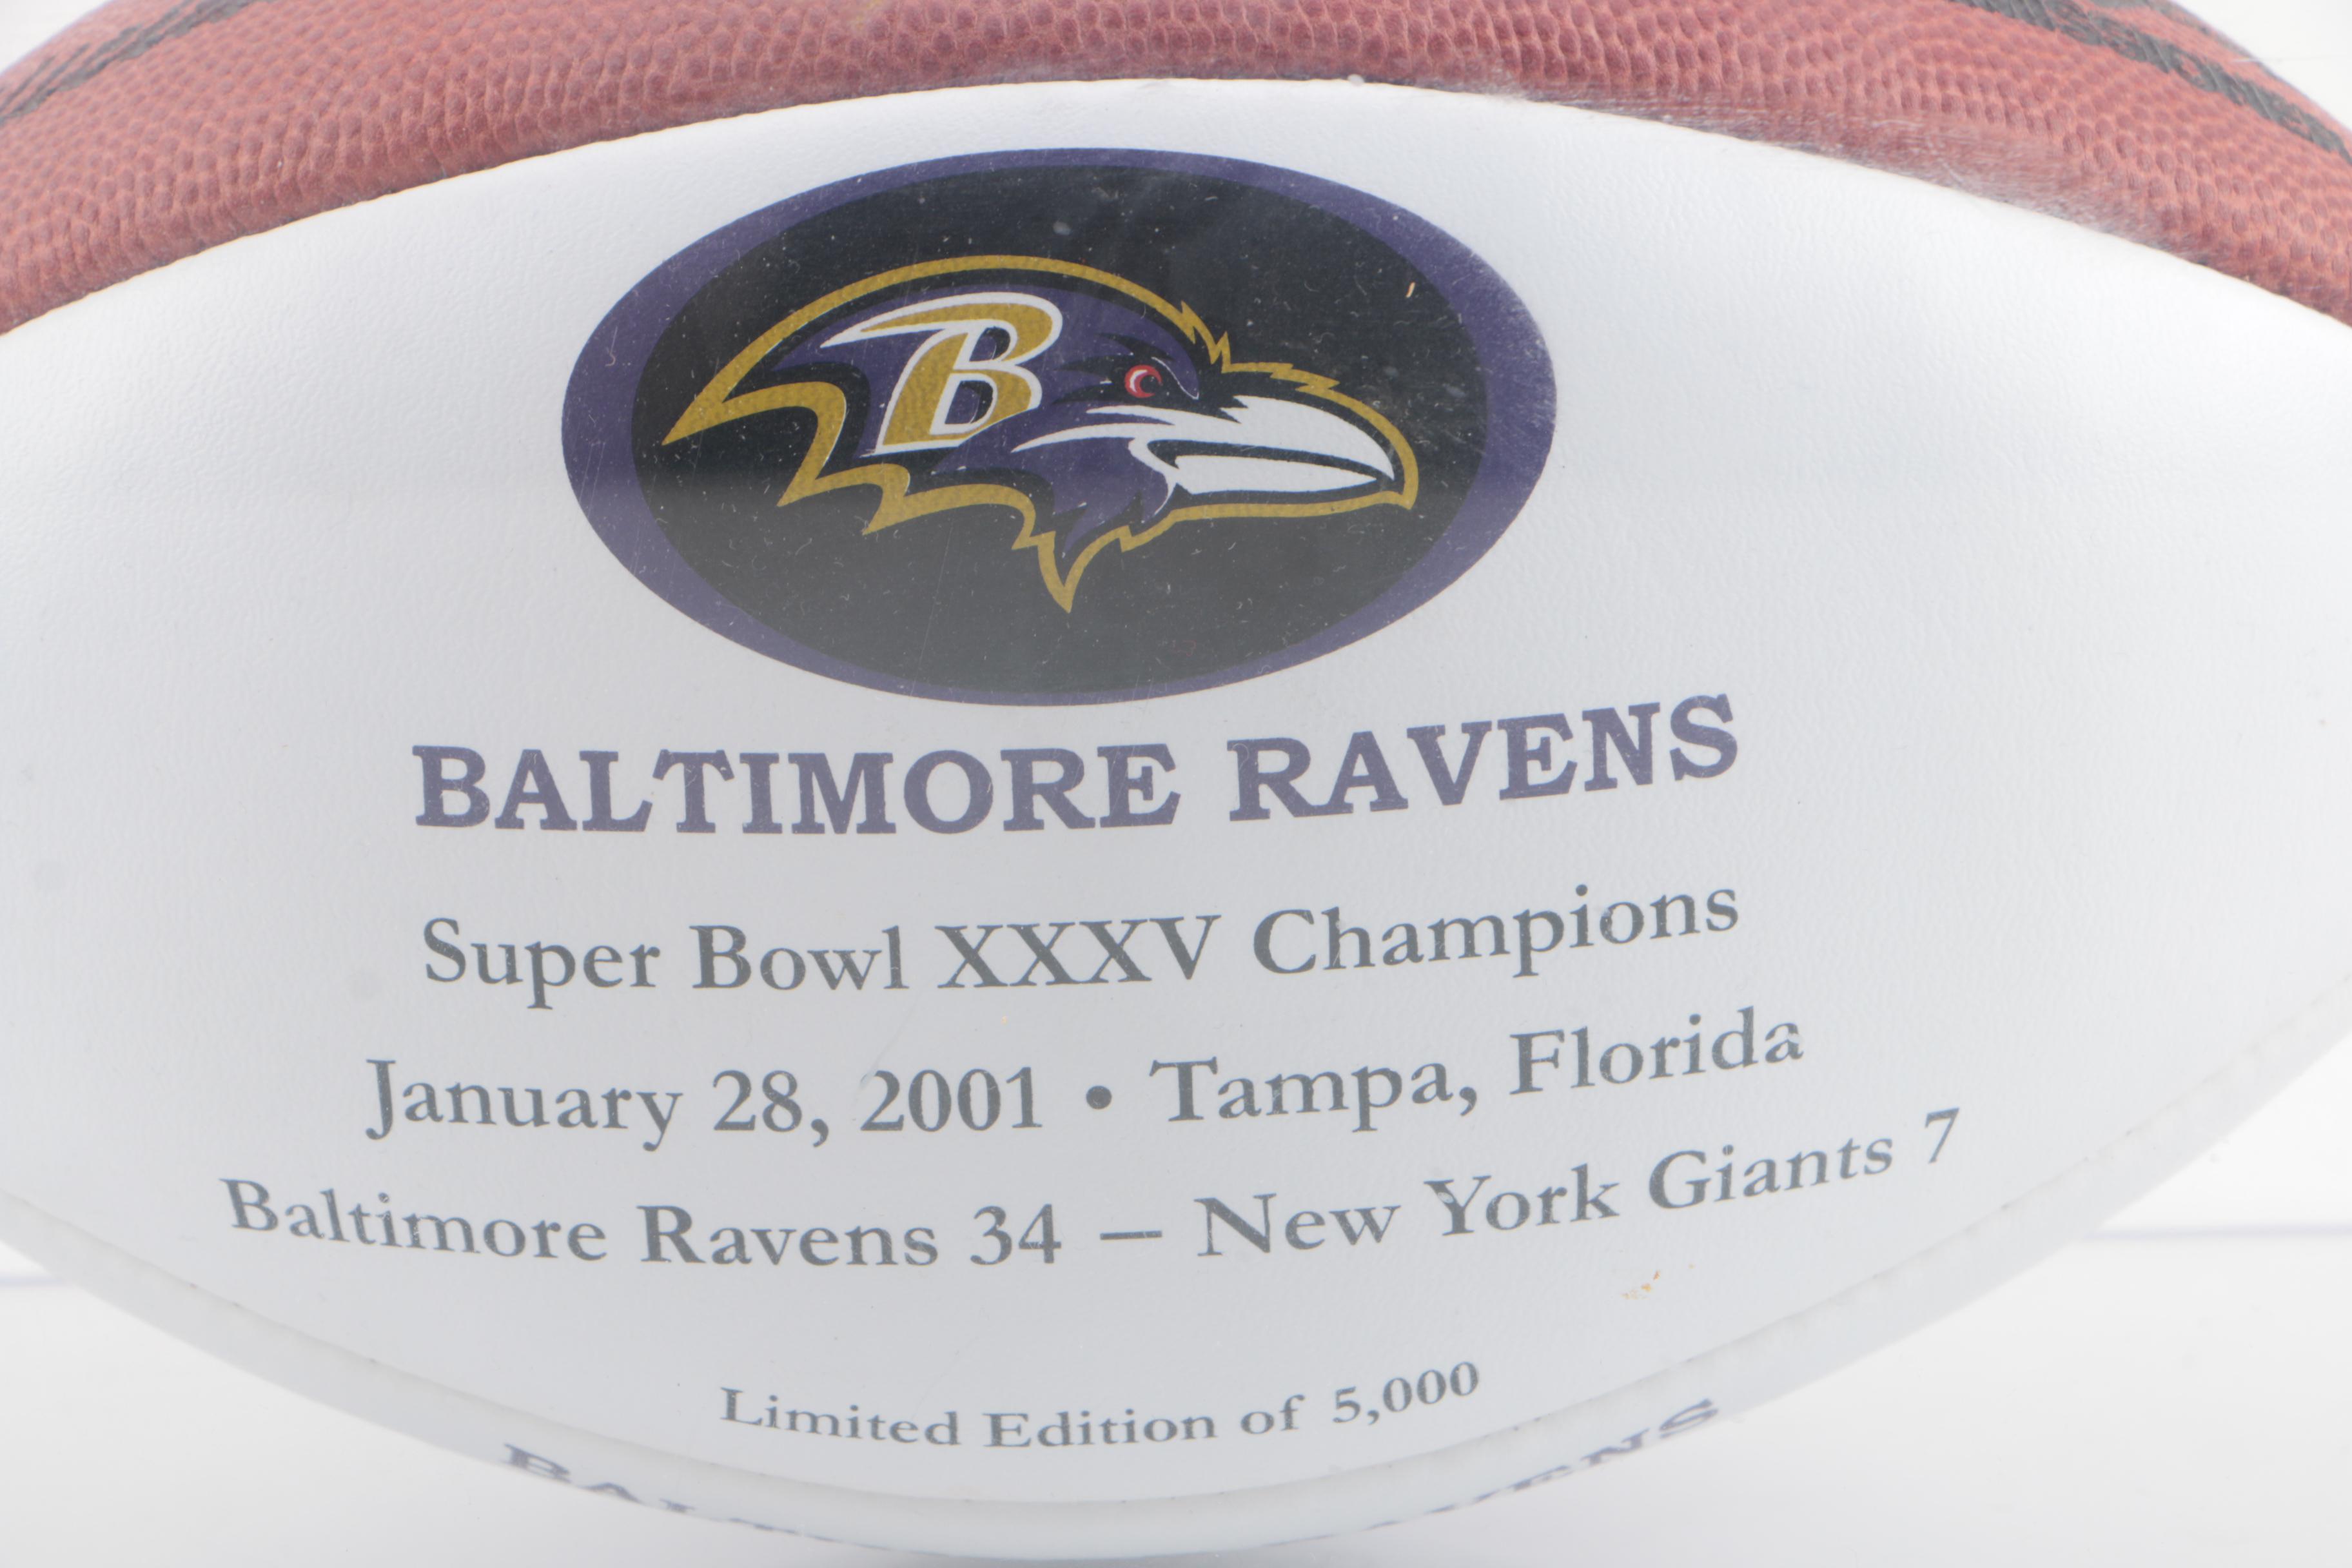 B
BALTIMORE RAVENS
Super Bowl XXXV Champions
January 28, 2001 • Tampa, Florida
Baltimore Ravens 34 – New York Giants 7
Limited Edition of 5,000